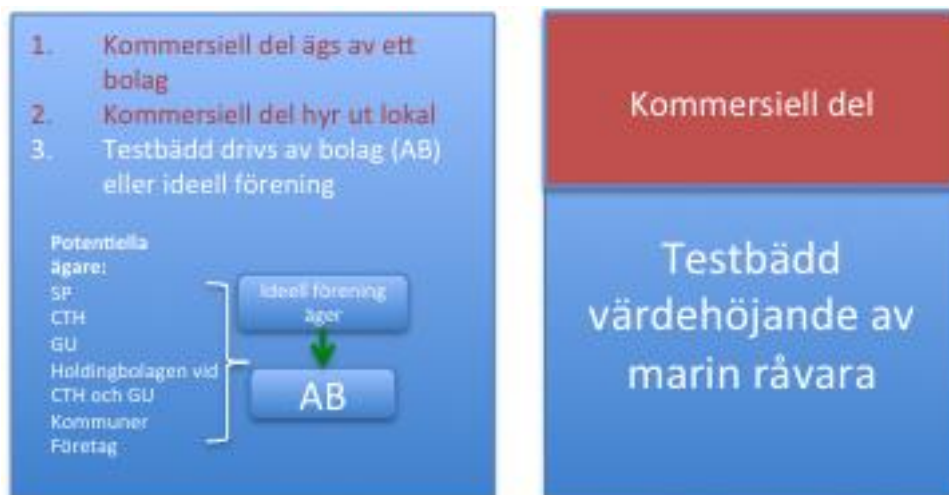 1. Kommersiell del ägs av ett
bolag
2. Kommersiell del hyr ut lokal
3. Testbädd drivs av bolag (AB)
eller ideell förening
Potentiella
ägare:
SP
CTH
GU
Holdingbolagen vid
CTH och GU
Kommuner
Företag
Ideell förening
äger
AB
Kommersiell del
Testbädd
värdehöjande av
marin råvara